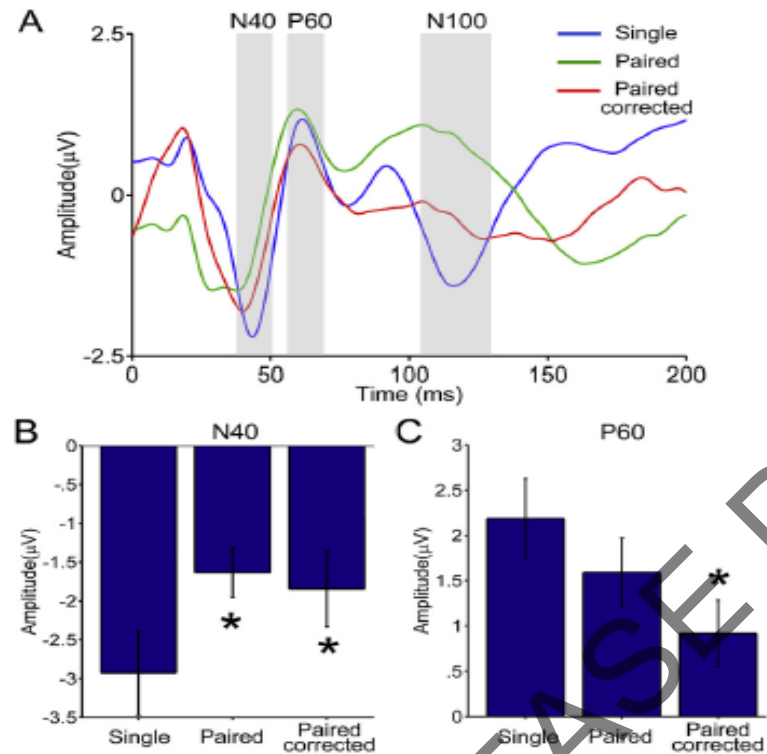 A
N40 P60 N100
2.5
Single
Paired
Paired
corrected
Amplitude(μV)
0
-2.5
0 50 100 150 200
Time (ms)
B
N40
0
-.5
-1
-1.5
-2
-2.5
-3
-3.5
Amplitude(μV)
*
*
Single Paired Paired
corrected
C
P60
3
2.5
2
1.5
1
.5
0
Amplitude(μV)
*
Single Paired Paired
corrected